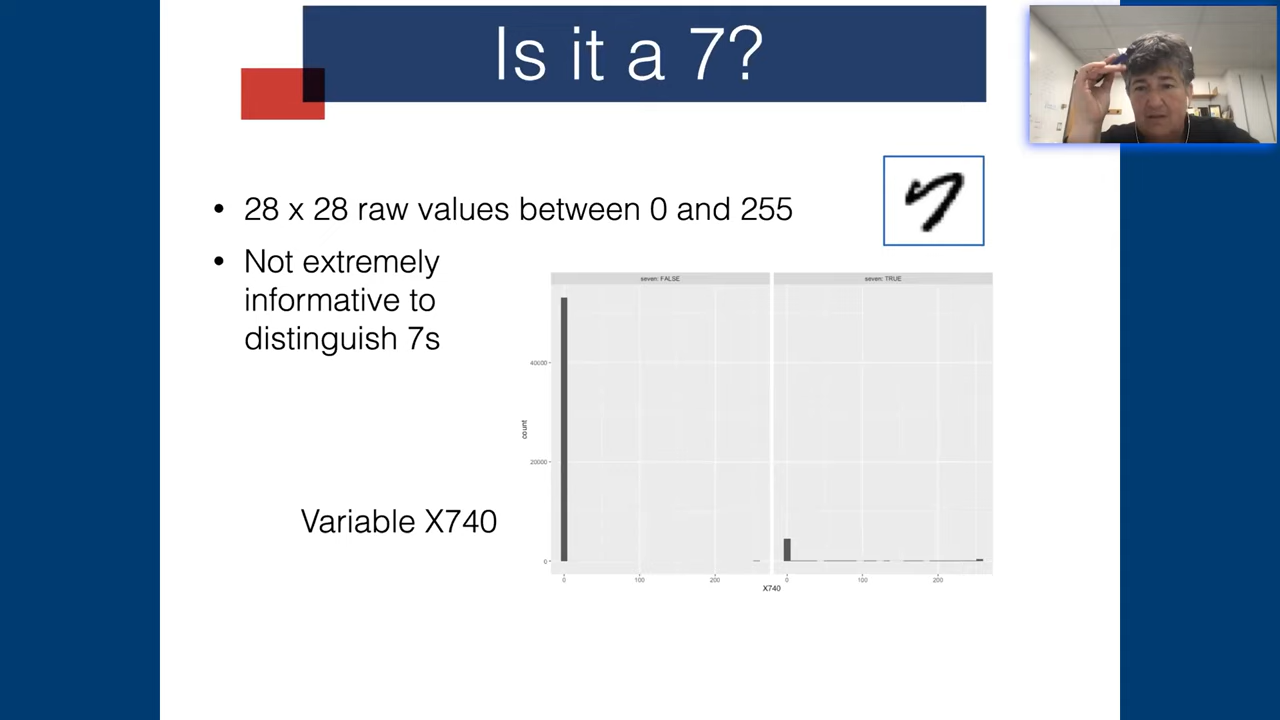 Is it a 7?
• 28 x 28 raw values between 0 and 255
• Not extremely
informative to
distinguish 7s
Variable X740
seven: FALSE
seven: TRUE
count
40000
20000
0
0
100
200
0
100
200
X740